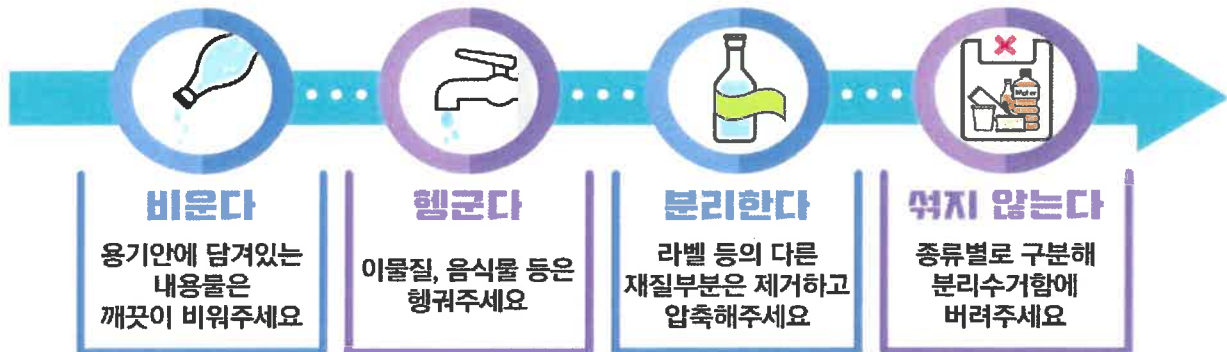 비운다
용기안에 담겨있는
내용물은
깨끗이 비워주세요
헹군다
이물질, 음식물 등은
헹궈주세요
분리한다
라벨 등의 다른
재질부분은 제거하고
압축해주세요
섞지 않는다
종류별로 구분해
분리수거함에
버려주세요